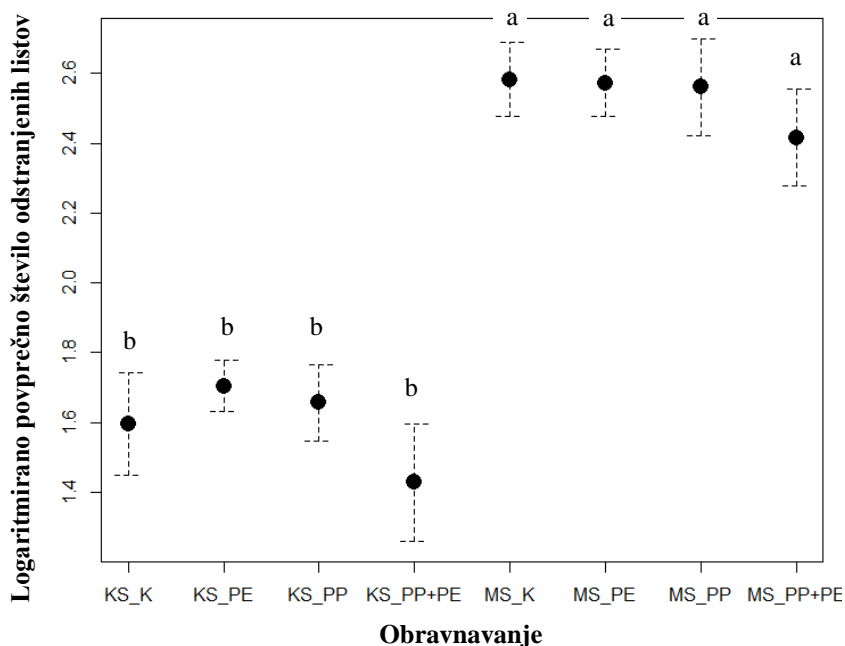 Logaritmirano povprečno število odstranjenih listov
2.6
2.4
2.2
2.0
1.8
1.6
1.4
a
a
a
a
b
b
b
b
KS_K
KS_PE
KS_PP
KS_PP+PE
MS_K
MS_PE
MS_PP
MS_PP+PE
Obravnavanje